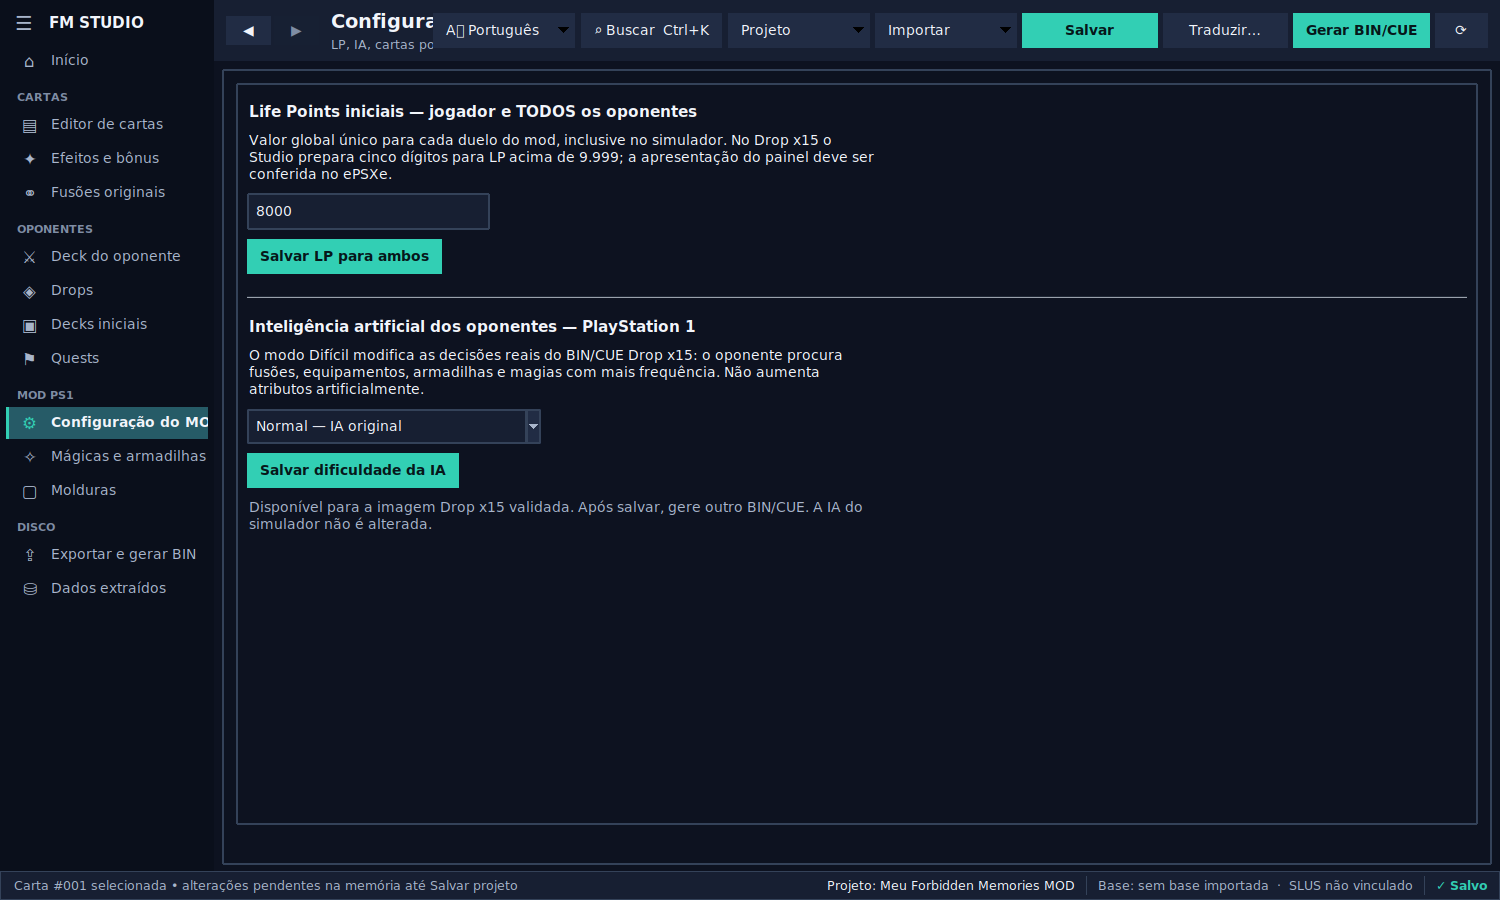 FM STUDIO
Início
CARTAS
Editor de cartas
Efeitos e bônus
Fusões originais
OPONENTES
Deck do oponente
Drops
Decks iniciais
Quests
MOD PS1
Configuração do MO
Mágicas e armadilhas
Molduras
DISCO
Exportar e gerar BIN
Dados extraídos
Configura
LP, IA, cartas po
A Português
Buscar Ctrl+K
Projeto
Importar
Salvar
Traduzir...
Gerar BIN/CUE
Life Points iniciais — jogador e TODOS os oponentes
Valor global único para cada duelo do mod, inclusive no simulador. No Drop x15 o
Studio prepara cinco dígitos para LP acima de 9.999; a apresentação do painel deve ser
conferida no ePSXe.
8000
Salvar LP para ambos
Inteligência artificial dos oponentes — PlayStation 1
O modo Difícil modifica as decisões reais do BIN/CUE Drop x15: o oponente procura
fusões, equipamentos, armadilhas e magias com mais frequência. Não aumenta
atributos artificialmente.
Normal — IA original
Salvar dificuldade da IA
Disponível para a imagem Drop x15 validada. Após salvar, gere outro BIN/CUE. A IA do
simulador não é alterada.
Carta #001 selecionada • alterações pendentes na memória até Salvar projeto
Projeto: Meu Forbidden Memories MOD
Base: sem base importada · SLUS não vinculado
✓ Salvo